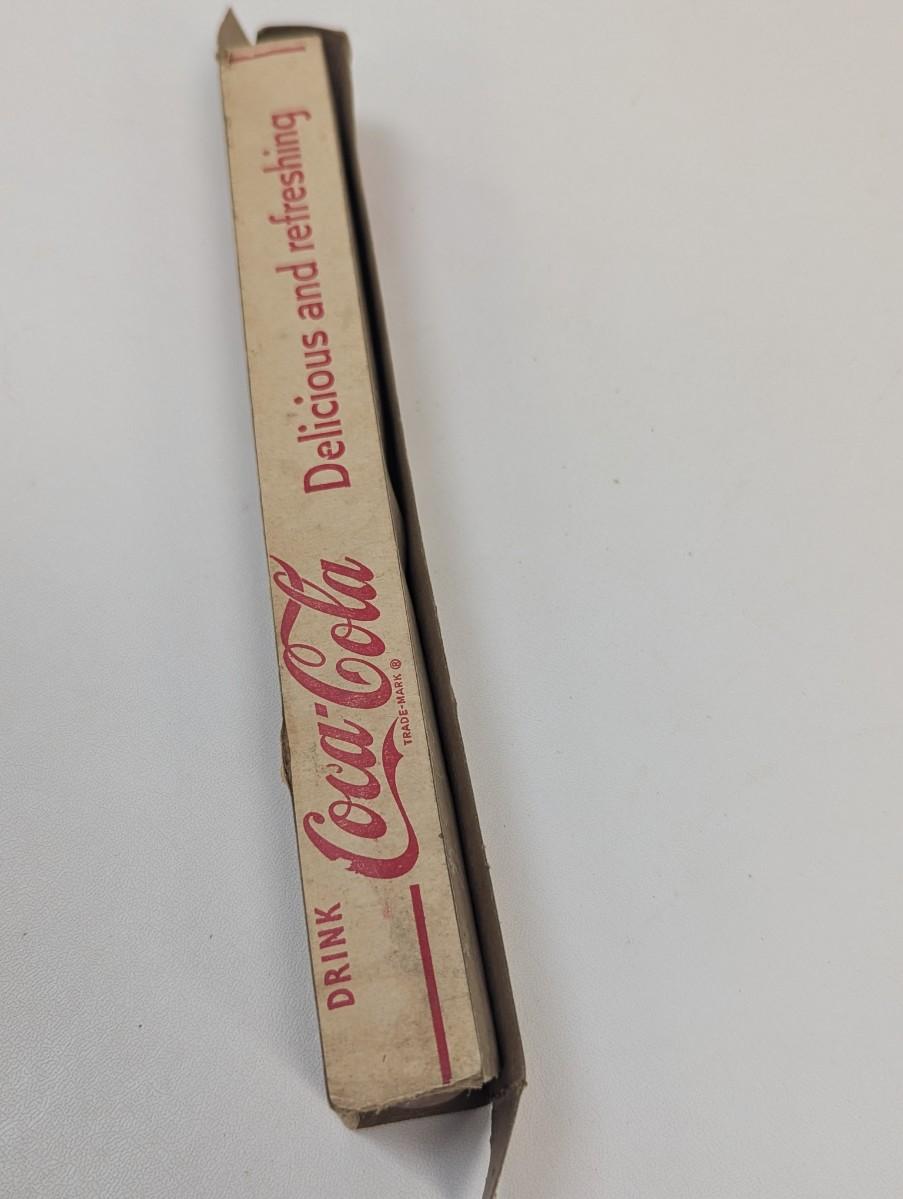 DRINK
Coca-Cola
TRADE-MARK ®
Delicious and refreshing